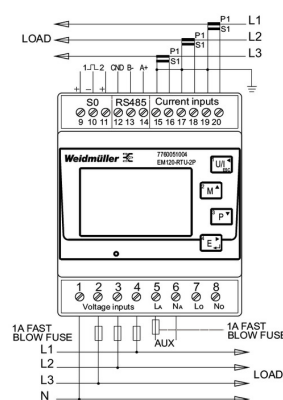 P1 L1
S1
P1 L2
S1
LOAD
P1 L3
S1
1 2 GND B- A+
+ - +
S0 RS485 Current inputs
9 10 11 12 13 14 15 16 17 18 19 20
Weidmüller
7760051004
EM120-RTU-2P
U/I
ESC
M
P
E
1 2 3 4 5 6 7 8
Voltage inputs LA NA Lo No
1A FAST
BLOW FUSE
AUX
1A FAST
BLOW FUSE
L1
L2
L3
N
LOAD